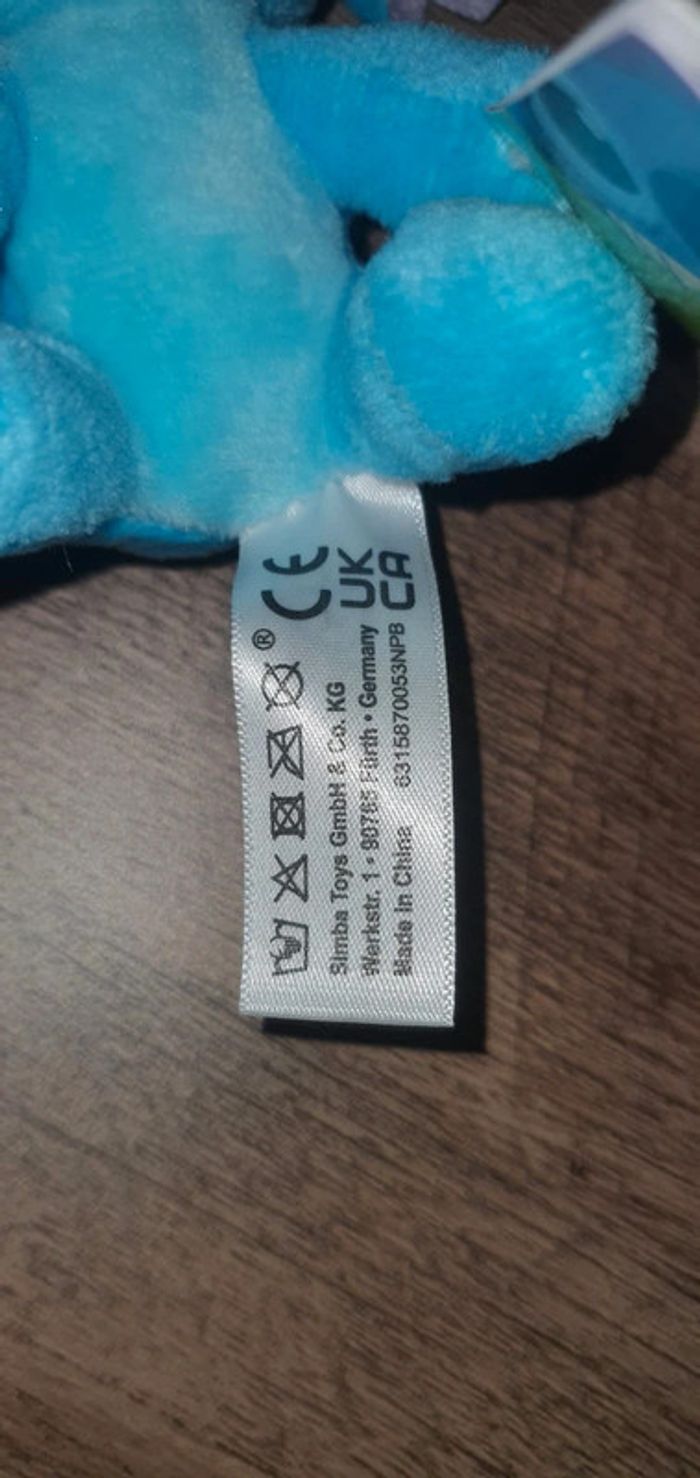 CE UK
CA
®
Simba Toys GmbH & Co. KG
Werkstr. 1 • 90765 Fürth • Germany
Made in China 6315870053NPB